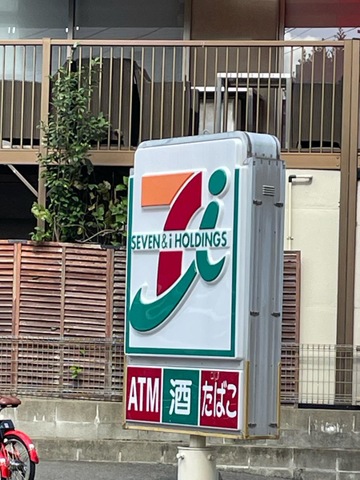 SEVEN & i HOLDINGS
ATM 酒 たばこ